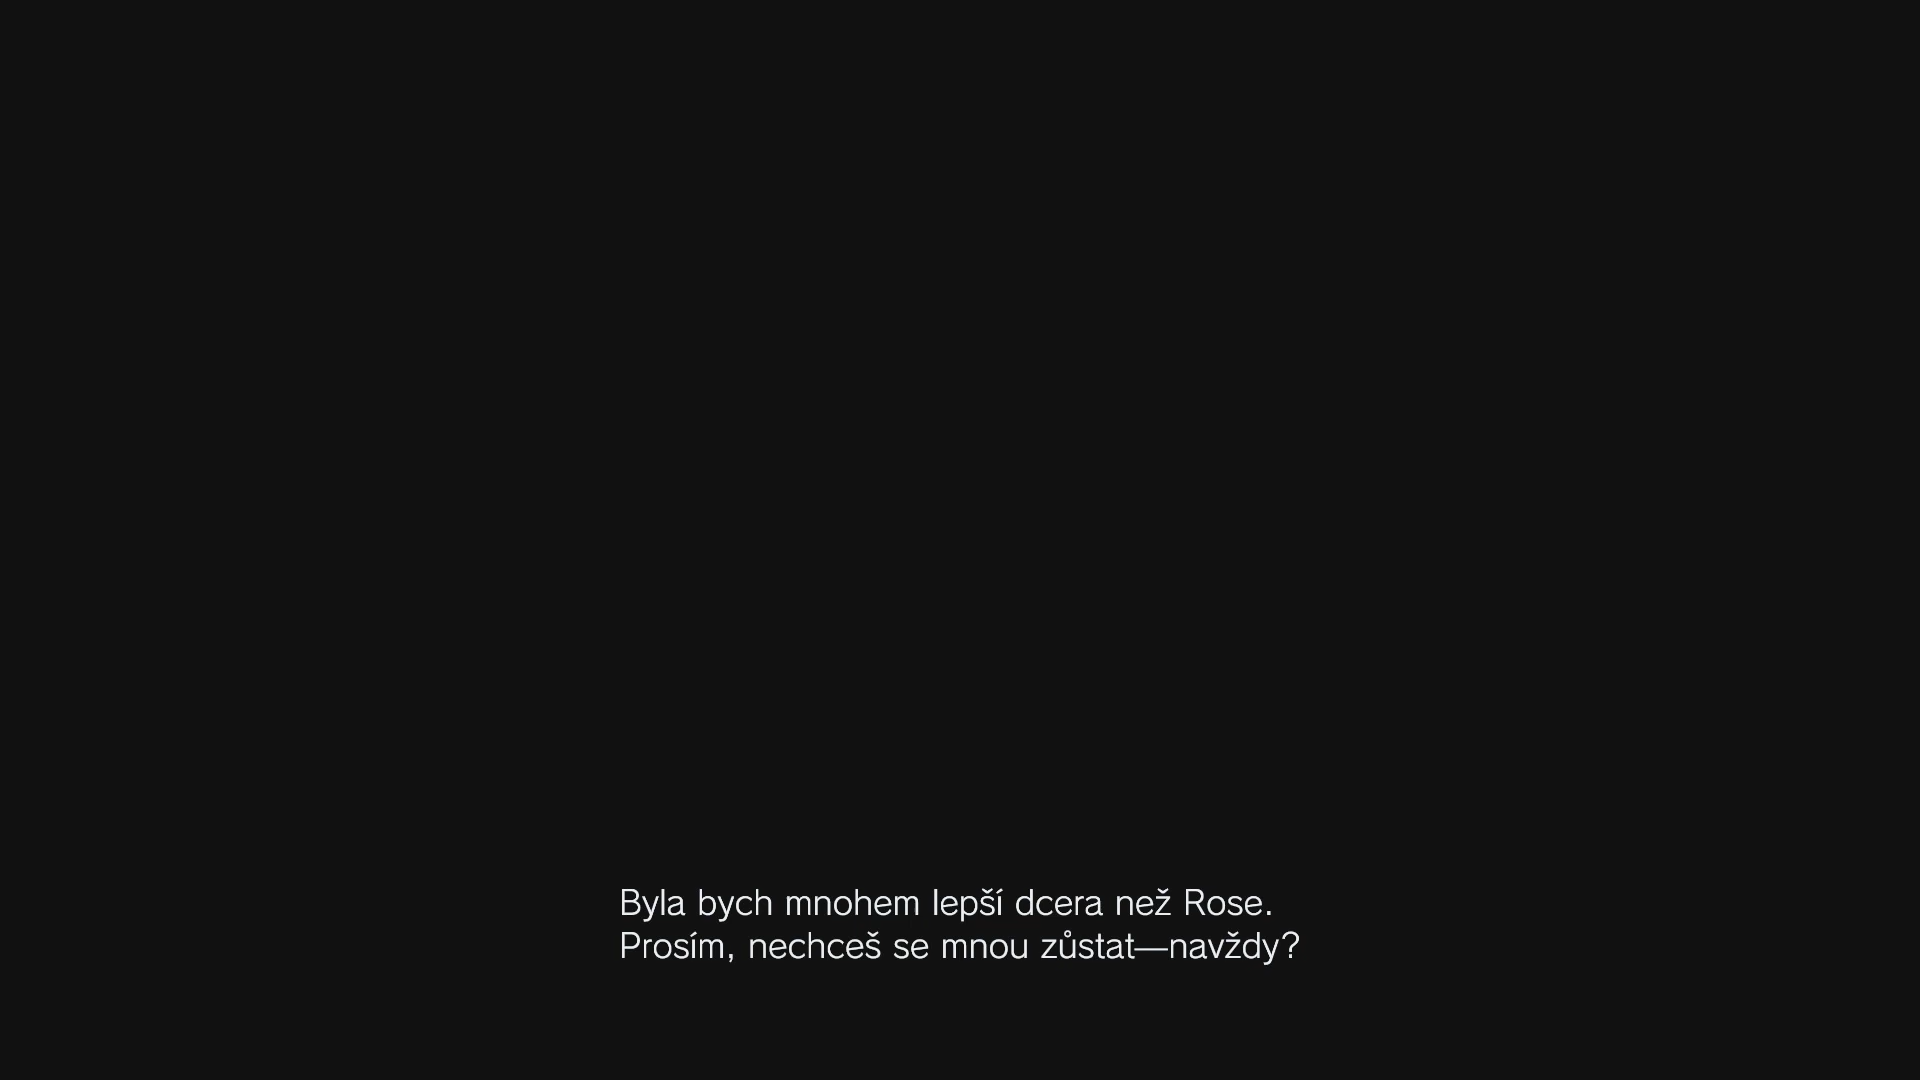 Byla bych mnohem lepší dcera než Rose.
Prosím, nechceš se mnou zůstat—navždy?